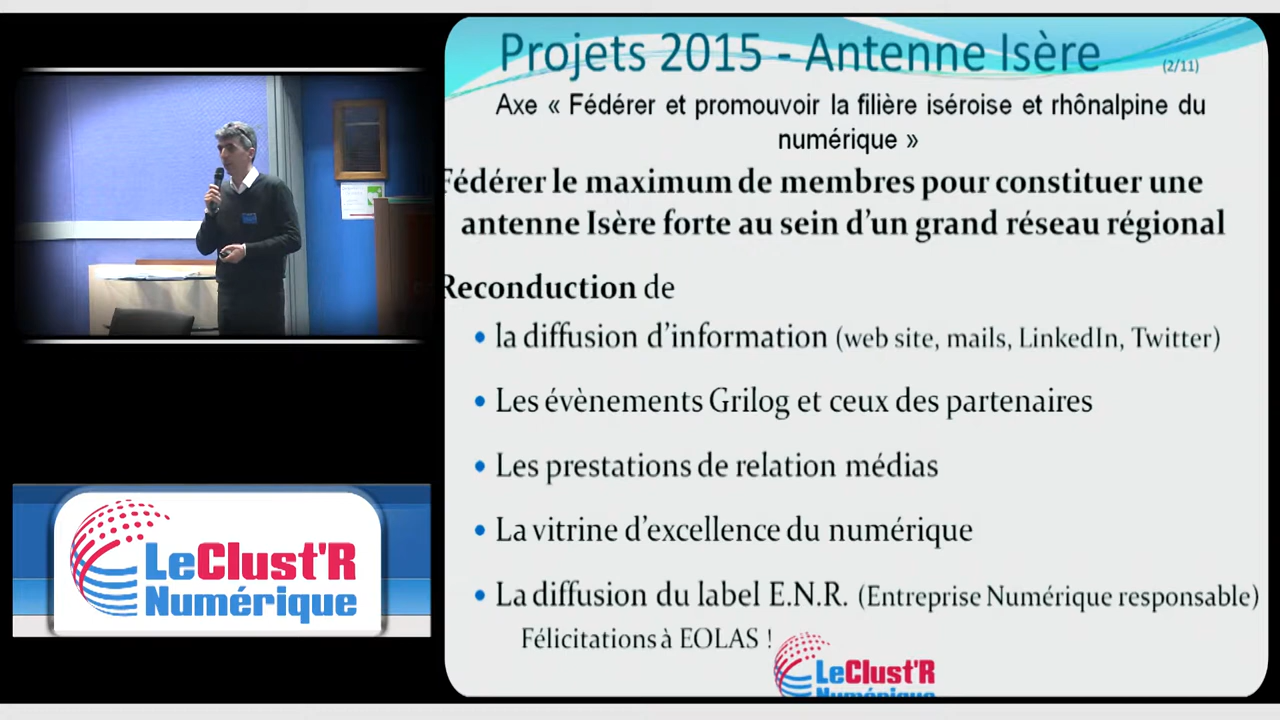 Projets 2015 - Antenne Isère
(2/11)
Axe « Fédérer et promouvoir la filière iséroise et rhônalpine du
numérique »
Fédérer le maximum de membres pour constituer une
antenne Isère forte au sein d'un grand réseau régional
Reconduction de
• la diffusion d'information (web site, mails, LinkedIn, Twitter)
• Les évènements Grilog et ceux des partenaires
• Les prestations de relation médias
• La vitrine d'excellence du numérique
• La diffusion du label E.N.R. (Entreprise Numérique responsable)
Félicitations à EOLAS !
LeClust'R
Numérique
LeClust'R
Numérique